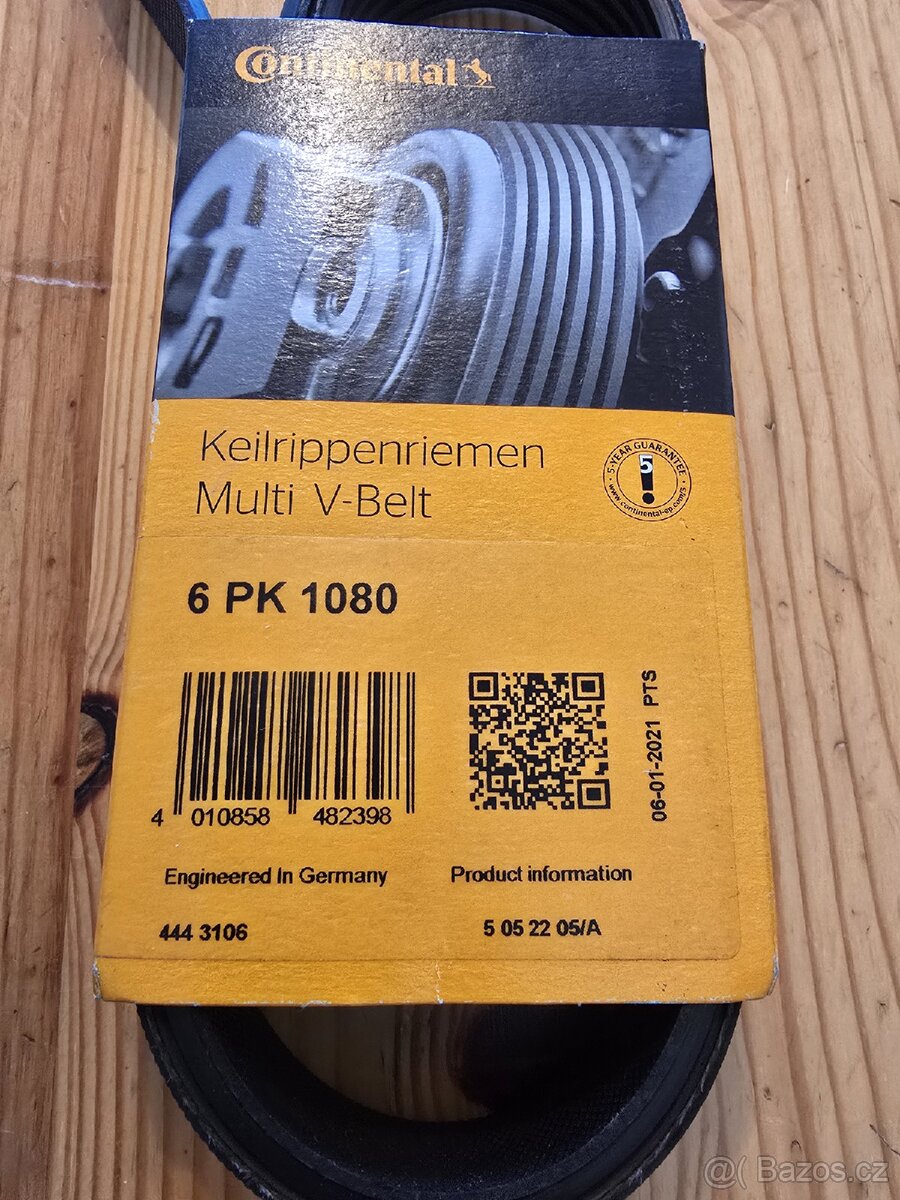 Continental
Keilrippenriemen
Multi V-Belt
5-YEAR GUARANTEE
5
www.continental-ep.com/5
6 PK 1080
06-01-2021 PTS
4 010858 482398
Engineered In Germany
Product information
444 3106
5 05 22 05/A
@( Bazos.cz